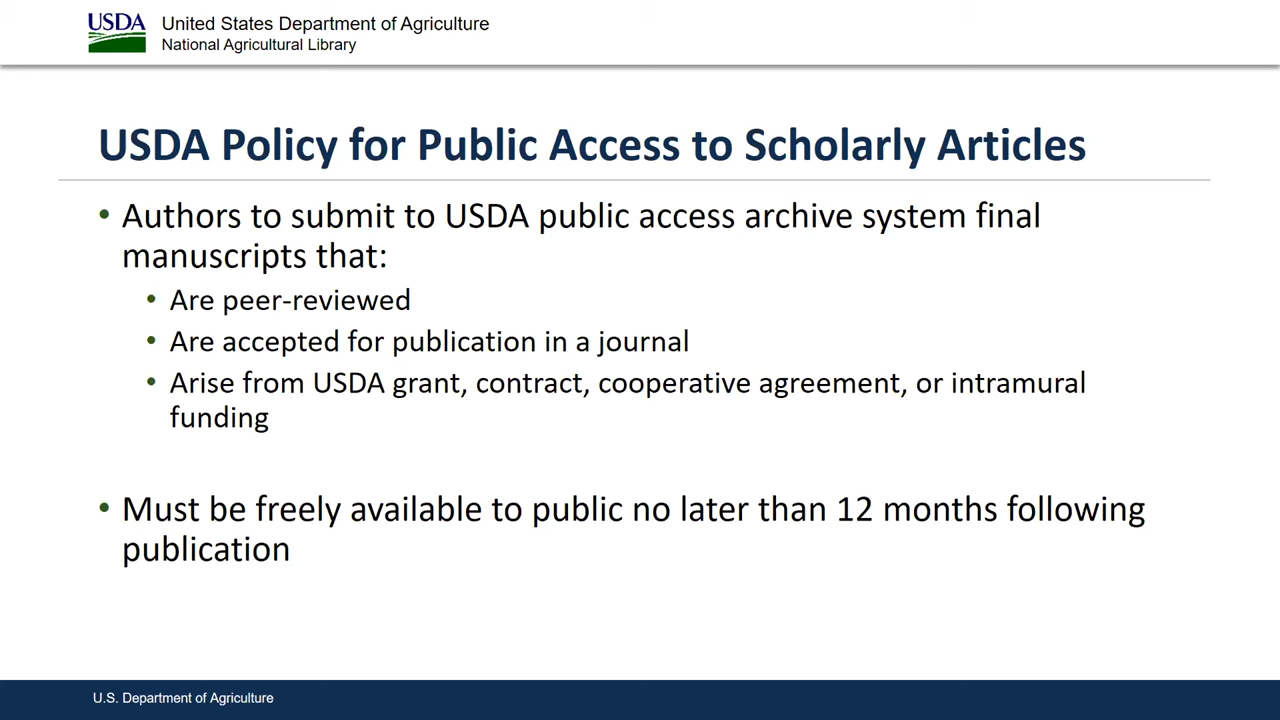 USDA
United States Department of Agriculture
National Agricultural Library
USDA Policy for Public Access to Scholarly Articles
• Authors to submit to USDA public access archive system final
manuscripts that:
• Are peer-reviewed
• Are accepted for publication in a journal
• Arise from USDA grant, contract, cooperative agreement, or intramural
funding
• Must be freely available to public no later than 12 months following
publication
U.S. Department of Agriculture